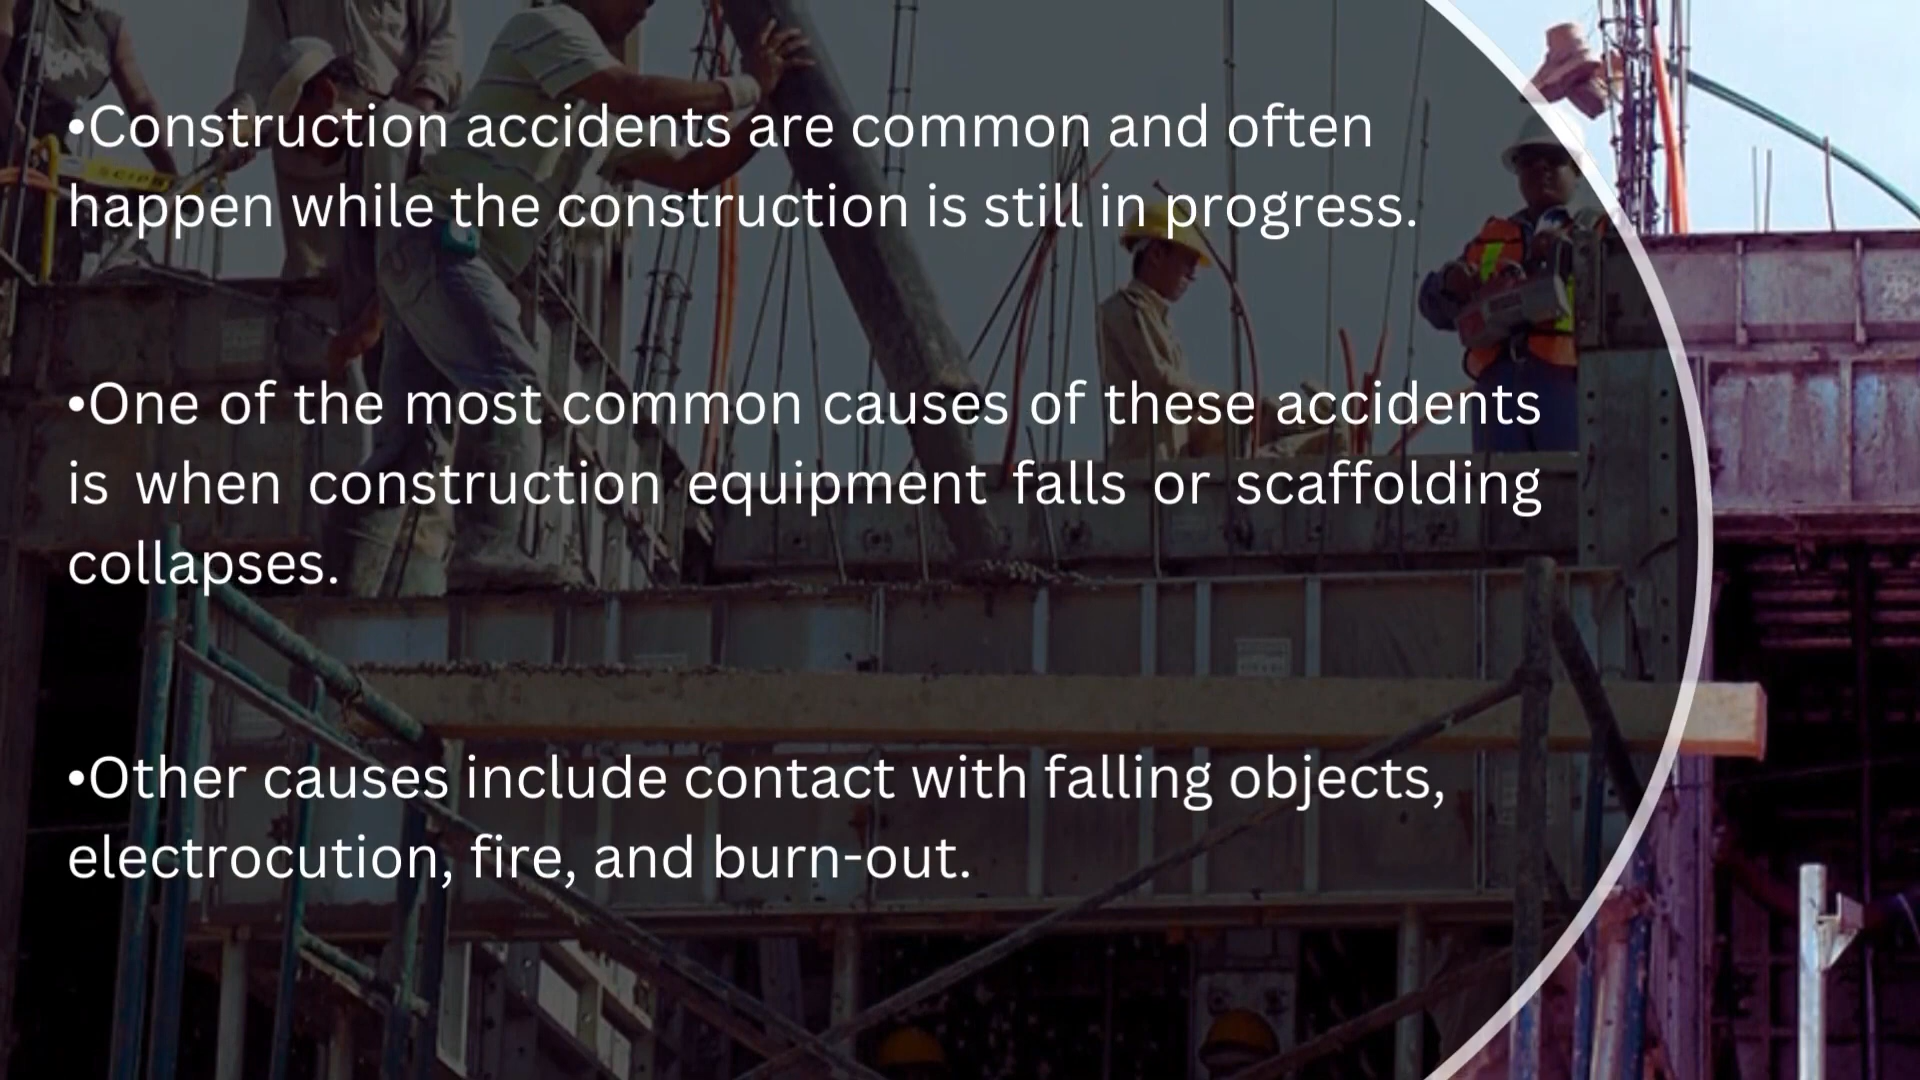 •Construction accidents are common and often
happen while the construction is still in progress.
•One of the most common causes of these accidents
is when construction equipment falls or scaffolding
collapses.
•Other causes include contact with falling objects,
electrocution, fire, and burn-out.